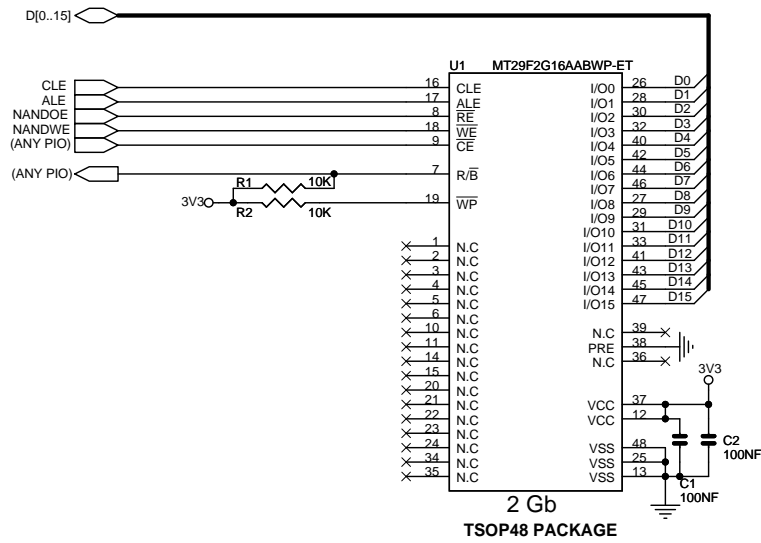 D[0..15]
U1 MT29F2G16AABWP-ET
CLE 16 CLE I/O0 26 D0
ALE 17 ALE I/O1 28 D1
NANDOE 8 RE I/O2 30 D2
NANDWE 18 WE I/O3 32 D3
(ANY PIO) 9 CE I/O4 40 D4
I/O5 42 D5
(ANY PIO) 7 R/B I/O6 44 D6
R1 10K I/O7 46 D7
3V3 R2 10K 19 WP I/O8 27 D8
I/O9 29 D9
I/O10 31 D10
1 N.C I/O11 33 D11
2 N.C I/O12 41 D12
3 N.C I/O13 43 D13
4 N.C I/O14 45 D14
5 N.C I/O15 47 D15
6 N.C
10 N.C N.C 39
11 N.C PRE 38
14 N.C N.C 36
15 N.C 3V3
20 N.C
21 N.C VCC 37
22 N.C VCC 12
23 N.C
24 N.C VSS 48 C2
34 N.C VSS 25 100NF
35 N.C VSS 13 C1
100NF
2 Gb
TSOP48 PACKAGE